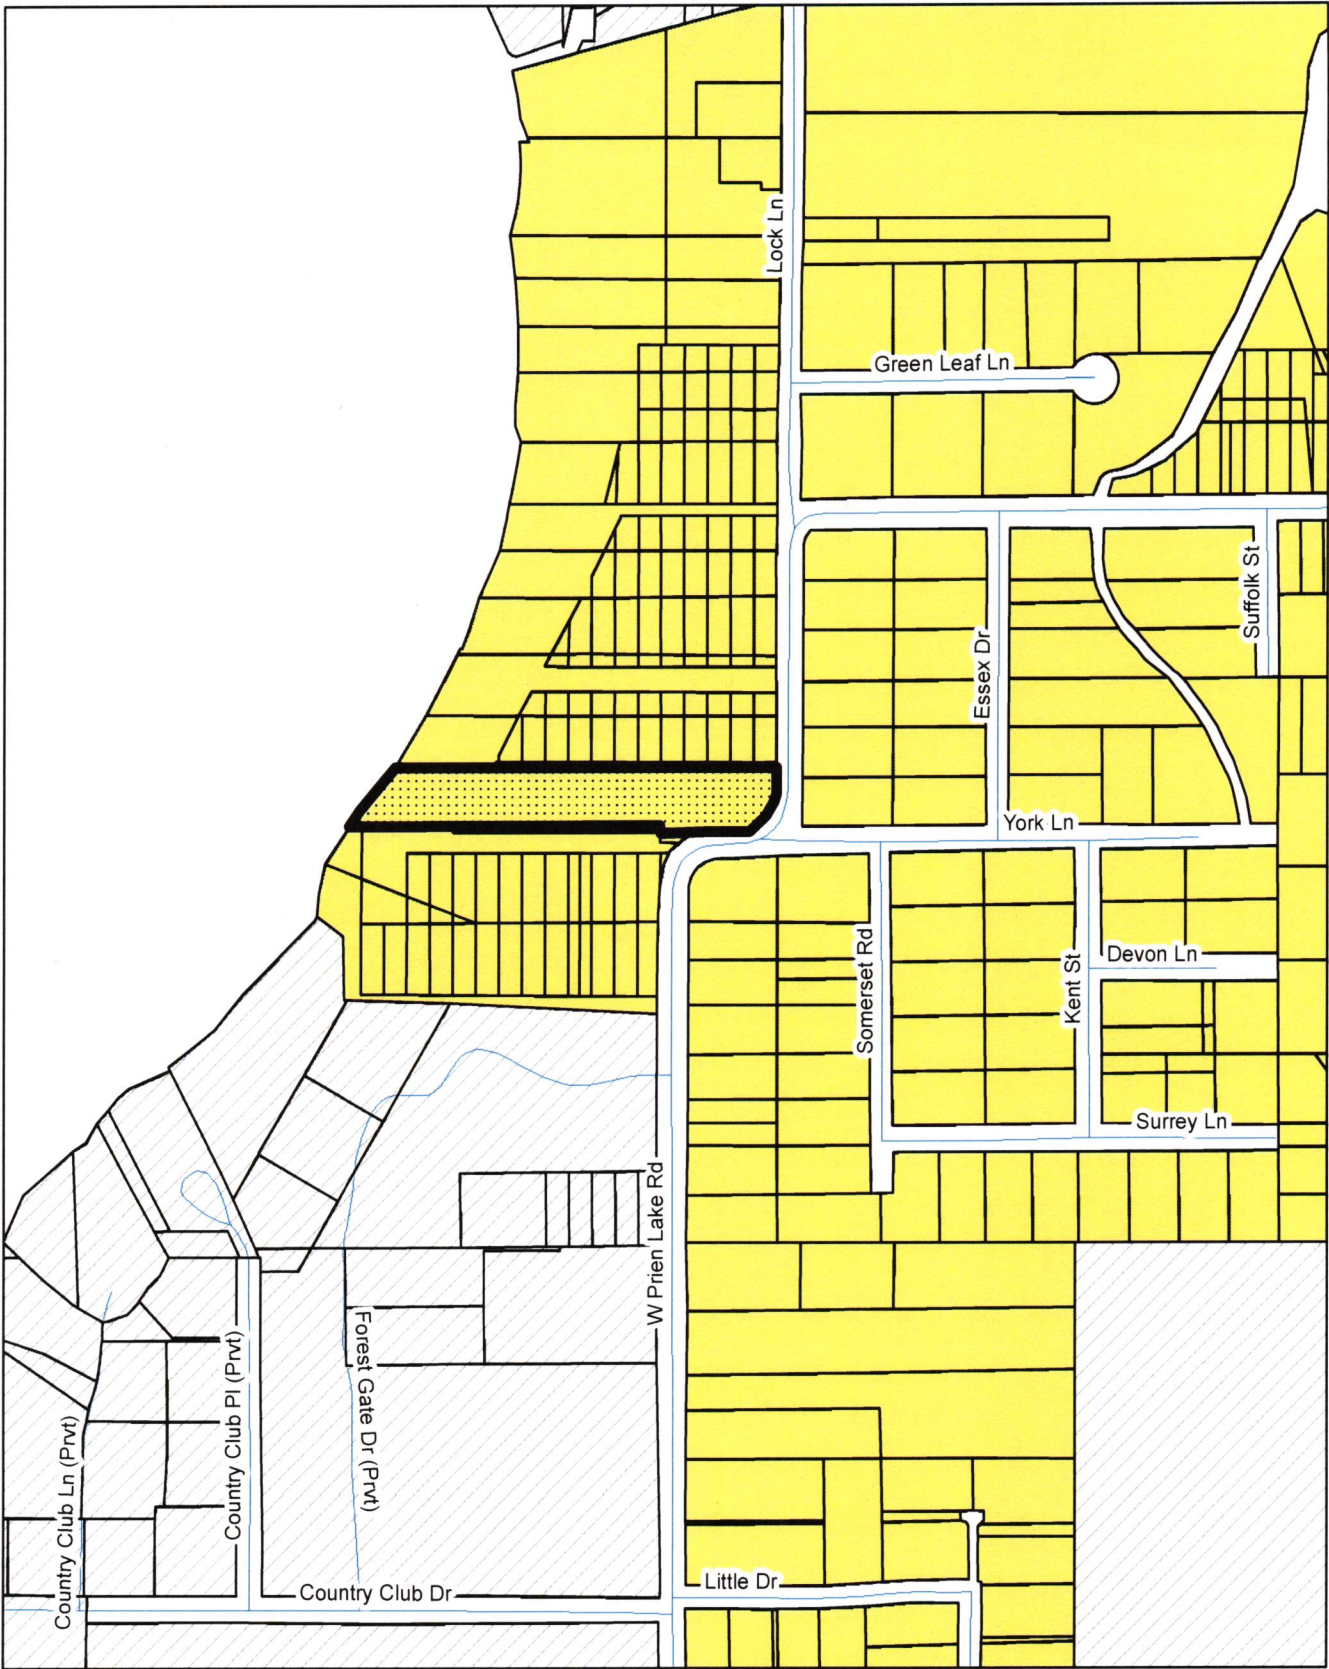 Lock Ln
Green Leaf Ln
Suffolk St
Essex Dr
York Ln
Somerset Rd
Kent St
Devon Ln
Surrey Ln
W Prien Lake Rd
Forest Gate Dr (Prvt)
Country Club Pl (Prvt)
Country Club Ln (Prvt)
Country Club Dr
Little Dr